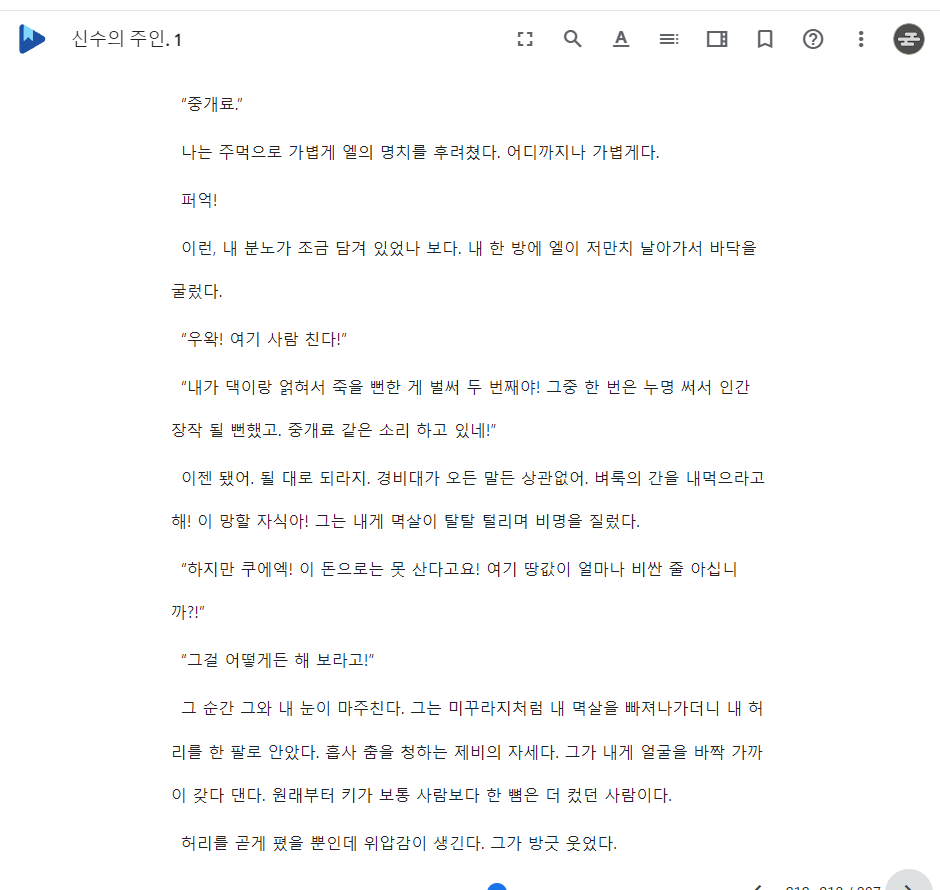 신수의 주인. 1
“중개료.”
나는 주먹으로 가볍게 엘의 명치를 후려쳤다. 어디까지나 가볍게다.
퍼억!
이런, 내 분노가 조금 담겨 있었나 보다. 내 한 방에 엘이 저만치 날아가서 바닥을
굴렀다.
“우왁! 여기 사람 친다!”
“내가 댁이랑 얽혀서 죽을 뻔한 게 벌써 두 번째야! 그중 한 번은 누명 써서 인간
장작 될 뻔했고. 중개료 같은 소리 하고 있네!”
이젠 됐어. 될 대로 되라지. 경비대가 오든 말든 상관없어. 벼룩의 간을 내먹으라고
해! 이 망할 자식아! 그는 내게 멱살이 탈탈 털리며 비명을 질렀다.
“하지만 쿠에엑! 이 돈으로는 못 산다고요! 여기 땅값이 얼마나 비싼 줄 아십니
까?!”
“그걸 어떻게든 해 보라고!”
그 순간 그와 내 눈이 마주친다. 그는 미꾸라지처럼 내 멱살을 빠져나가더니 내 허
리를 한 팔로 안았다. 흡사 춤을 청하는 제비의 자세다. 그가 내게 얼굴을 바짝 가까
이 갖다 댄다. 원래부터 키가 보통 사람보다 한 뼘은 더 컸던 사람이다.
허리를 곧게 폈을 뿐인데 위압감이 생긴다. 그가 방긋 웃었다.